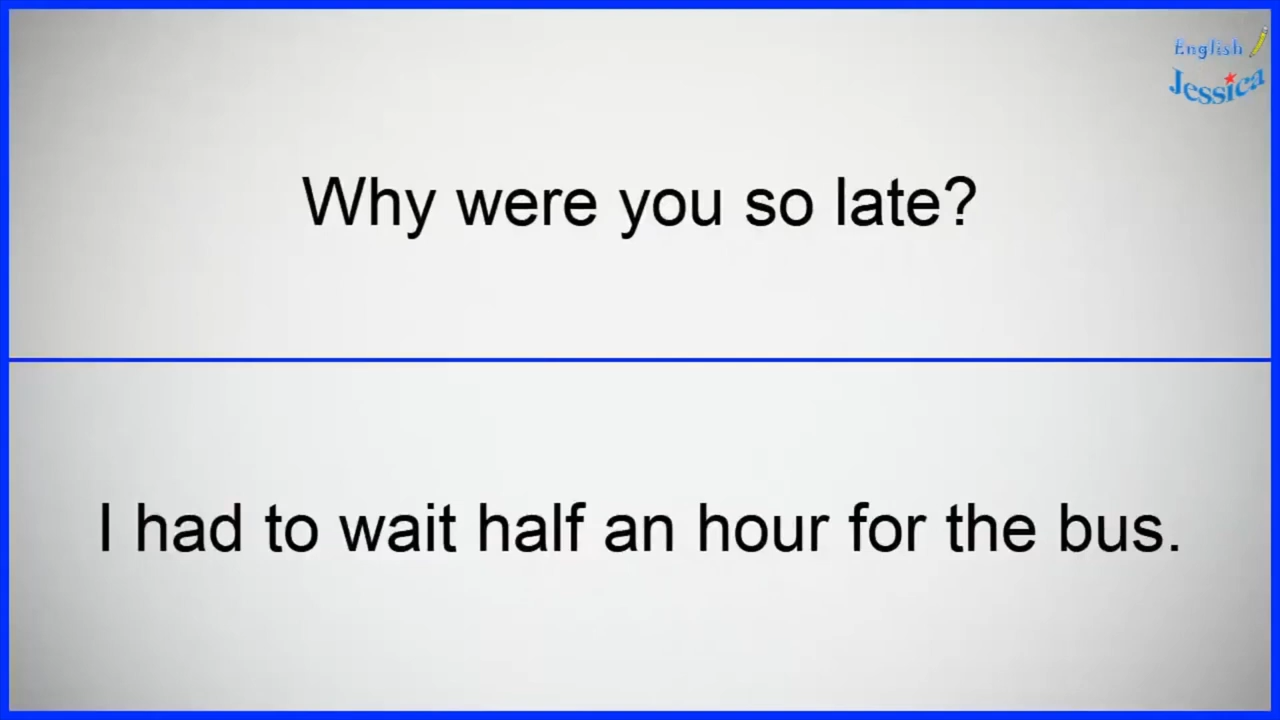 English
Jessica
Why were you so late?
I had to wait half an hour for the bus.